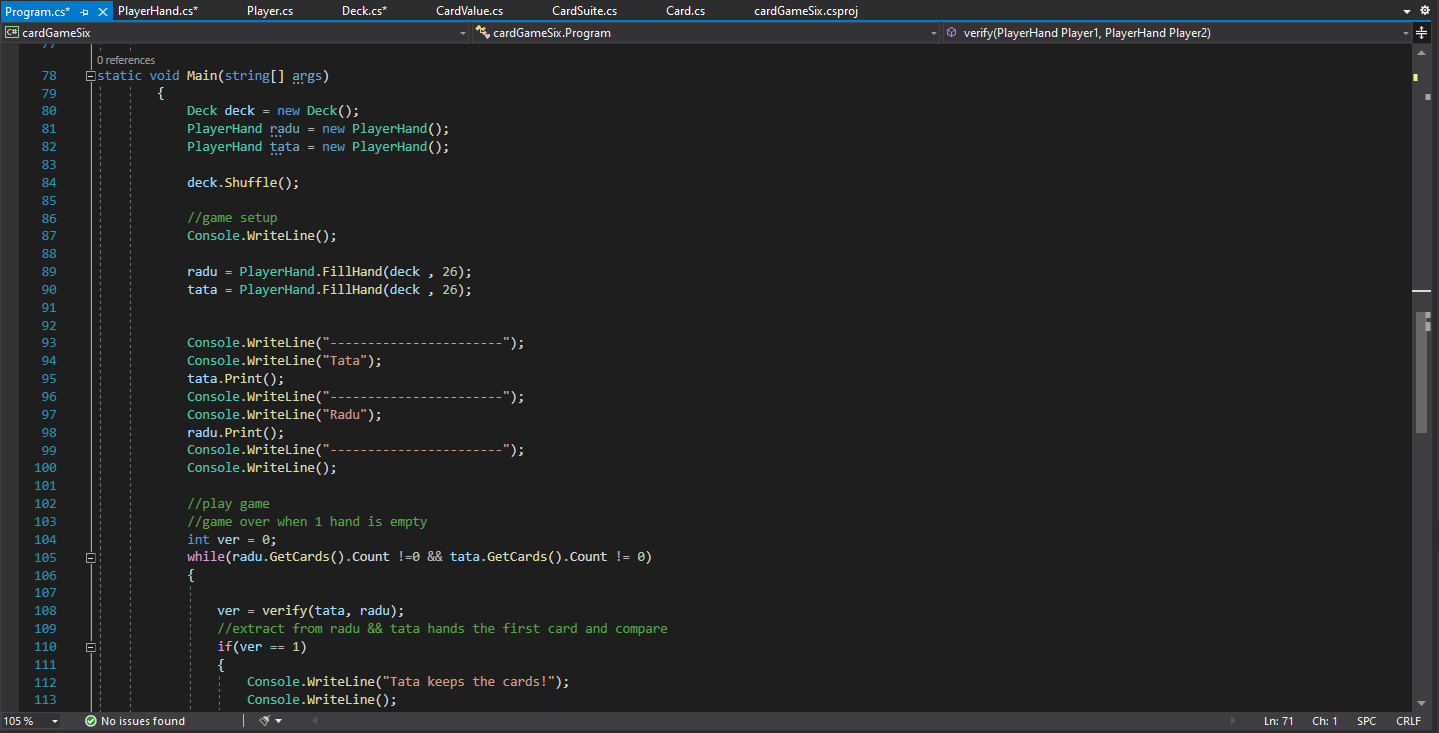 Program.cs* PlayerHand.cs* Player.cs Deck.cs* CardValue.cs CardSuite.cs Card.cs cardGameSix.csproj
C# cardGameSix cardGameSix.Program verify(PlayerHand Player1, PlayerHand Player2)
77
0 references
78 static void Main(string[] args)
79 {
80 Deck deck = new Deck();
81 PlayerHand radu = new PlayerHand();
82 PlayerHand tata = new PlayerHand();
83
84 deck.Shuffle();
85
86 //game setup
87 Console.WriteLine();
88
89 radu = PlayerHand.FillHand(deck , 26);
90 tata = PlayerHand.FillHand(deck , 26);
91
92
93 Console.WriteLine("-----------------------");
94 Console.WriteLine("Tata");
95 tata.Print();
96 Console.WriteLine("-----------------------");
97 Console.WriteLine("Radu");
98 radu.Print();
99 Console.WriteLine("-----------------------");
100 Console.WriteLine();
101
102 //play game
103 //game over when 1 hand is empty
104 int ver = 0;
105 while(radu.GetCards().Count !=0 && tata.GetCards().Count != 0)
106 {
107
108 ver = verify(tata, radu);
109 //extract from radu && tata hands the first card and compare
110 if(ver == 1)
111 {
112 Console.WriteLine("Tata keeps the cards!");
113 Console.WriteLine();
105 % No issues found Ln: 71 Ch: 1 SPC CRLF